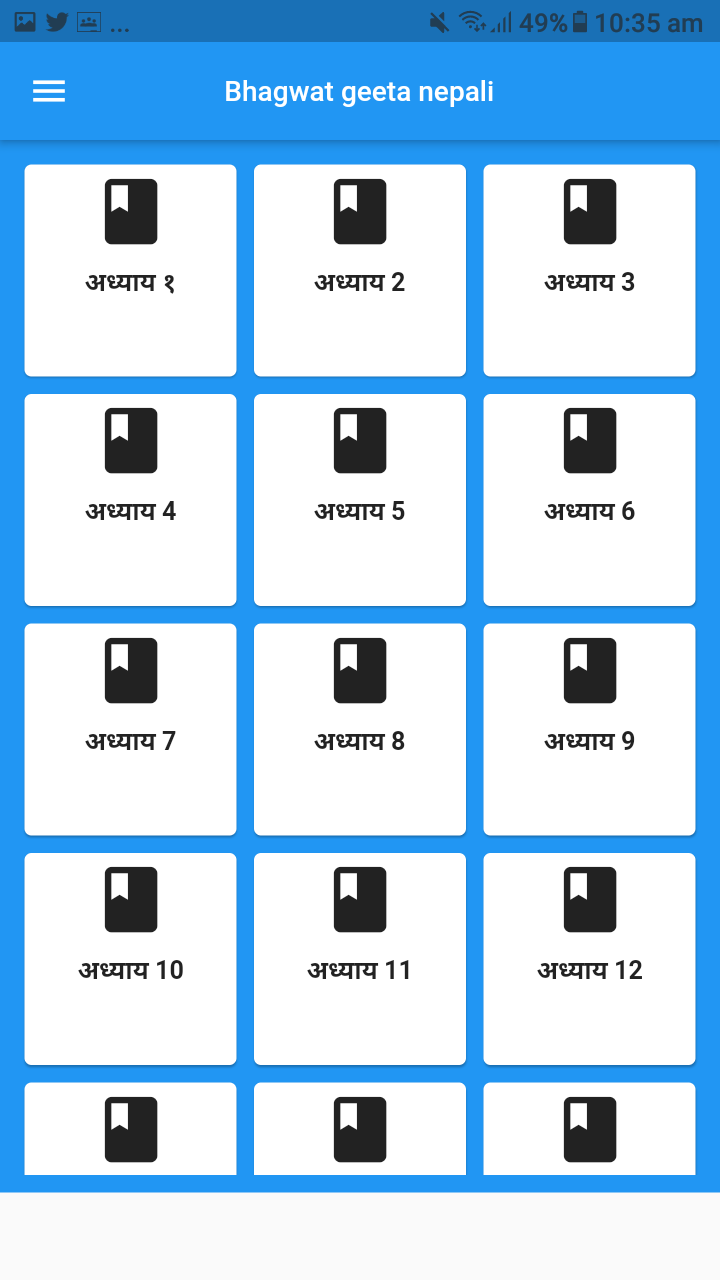 ... 49% 10:35 am
Bhagwat geeta nepali
अध्याय १ अध्याय 2 अध्याय 3
अध्याय 4 अध्याय 5 अध्याय 6
अध्याय 7 अध्याय 8 अध्याय 9
अध्याय 10 अध्याय 11 अध्याय 12